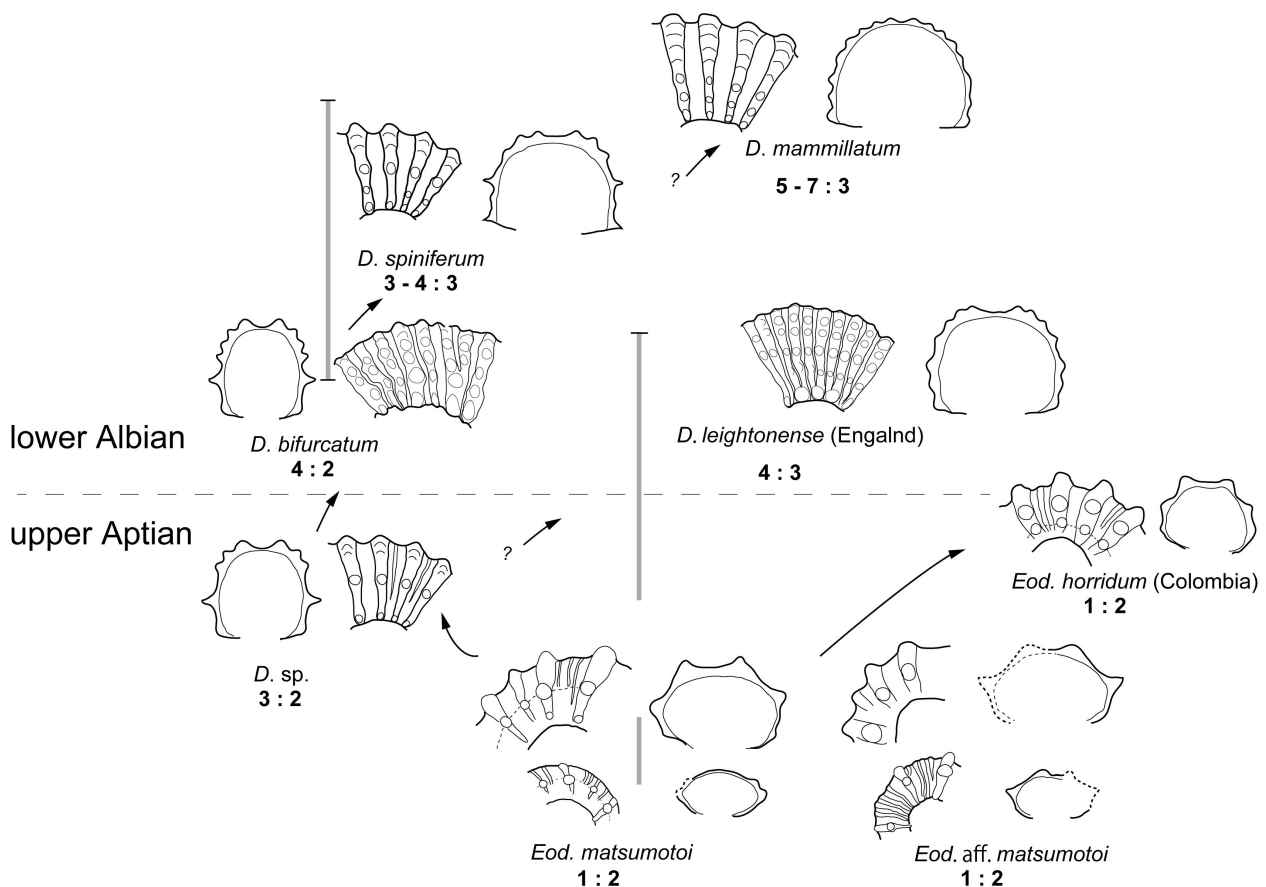 D. mammillatum
5 - 7 : 3
?
D. spiniferum
3 - 4 : 3
lower Albian
D. bifurcatum
4 : 2
D. leightonense (Engalnd)
4 : 3
upper Aptian
?
Eod. horridum (Colombia)
1 : 2
D. sp.
3 : 2
Eod. matsumotoi
1 : 2
Eod. aff. matsumotoi
1 : 2